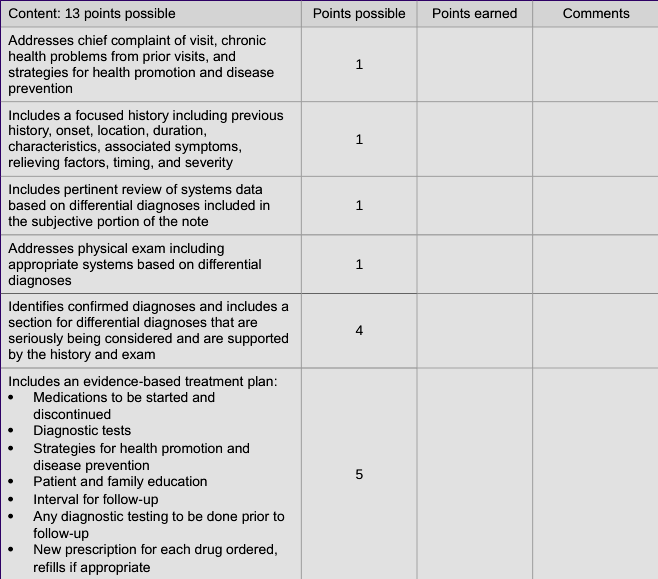 Content: 13 points possible
Points possible
Points earned
Comments
Addresses chief complaint of visit, chronic
health problems from prior visits, and
strategies for health promotion and disease
prevention
1
Includes a focused history including previous
history, onset, location, duration,
characteristics, associated symptoms,
relieving factors, timing, and severity
1
Includes pertinent review of systems data
based on differential diagnoses included in
the subjective portion of the note
1
Addresses physical exam including
appropriate systems based on differential
diagnoses
1
Identifies confirmed diagnoses and includes a
section for differential diagnoses that are
seriously being considered and are supported
by the history and exam
4
Includes an evidence-based treatment plan:
• Medications to be started and
discontinued
• Diagnostic tests
• Strategies for health promotion and
disease prevention
• Patient and family education
• Interval for follow-up
• Any diagnostic testing to be done prior to
follow-up
• New prescription for each drug ordered,
refills if appropriate
5